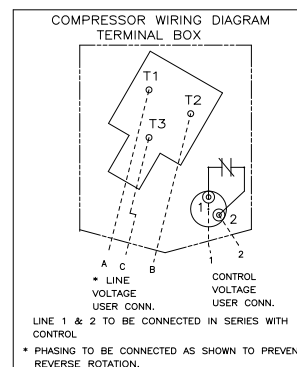 COMPRESSOR WIRING DIAGRAM
TERMINAL BOX
T1
T2
T3
1
2
A
C
B
1
2
* LINE
VOLTAGE
USER CONN.
CONTROL
VOLTAGE
USER CONN.
LINE 1 & 2 TO BE CONNECTED IN SERIES WITH
CONTROL
* PHASING TO BE CONNECTED AS SHOWN TO PREVEN
REVERSE ROTATION.